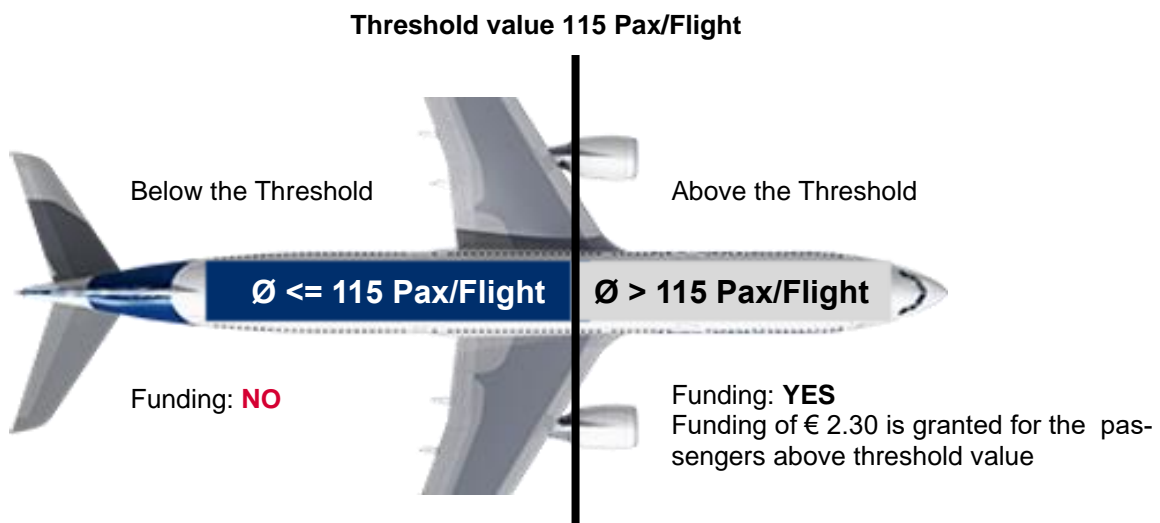 Threshold value 115 Pax/Flight
Below the Threshold
Above the Threshold
Ø <= 115 Pax/Flight
Ø > 115 Pax/Flight
Funding: NO
Funding: YES
Funding of € 2.30 is granted for the pas-
sengers above threshold value